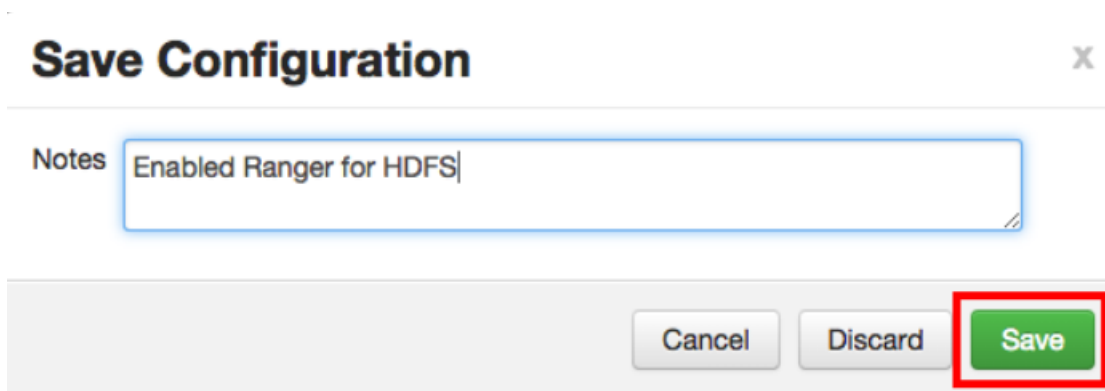 Save Configuration
x
Notes
Enabled Ranger for HDFS
Cancel
Discard
Save